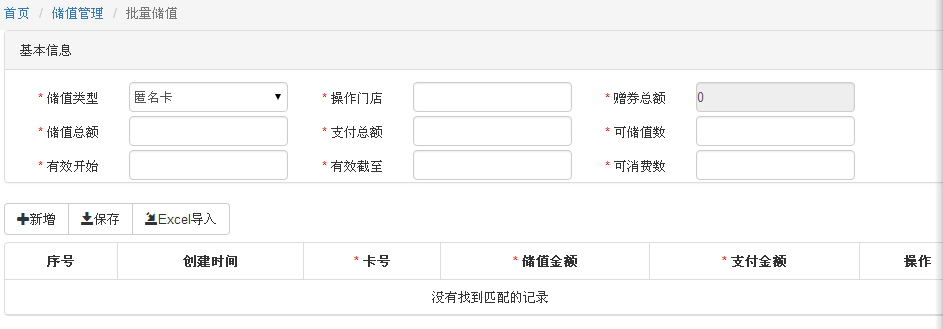 首页 / 储值管理 / 批量储值
基本信息
* 储值类型 匿名卡 * 操作门店 * 赠券总额 0
* 储值总额 * 支付总额 * 可储值数
* 有效开始 * 有效截至 * 可消费数
新增 保存 Excel导入
序号 创建时间 * 卡号 * 储值金额 * 支付金额 操作
没有找到匹配的记录